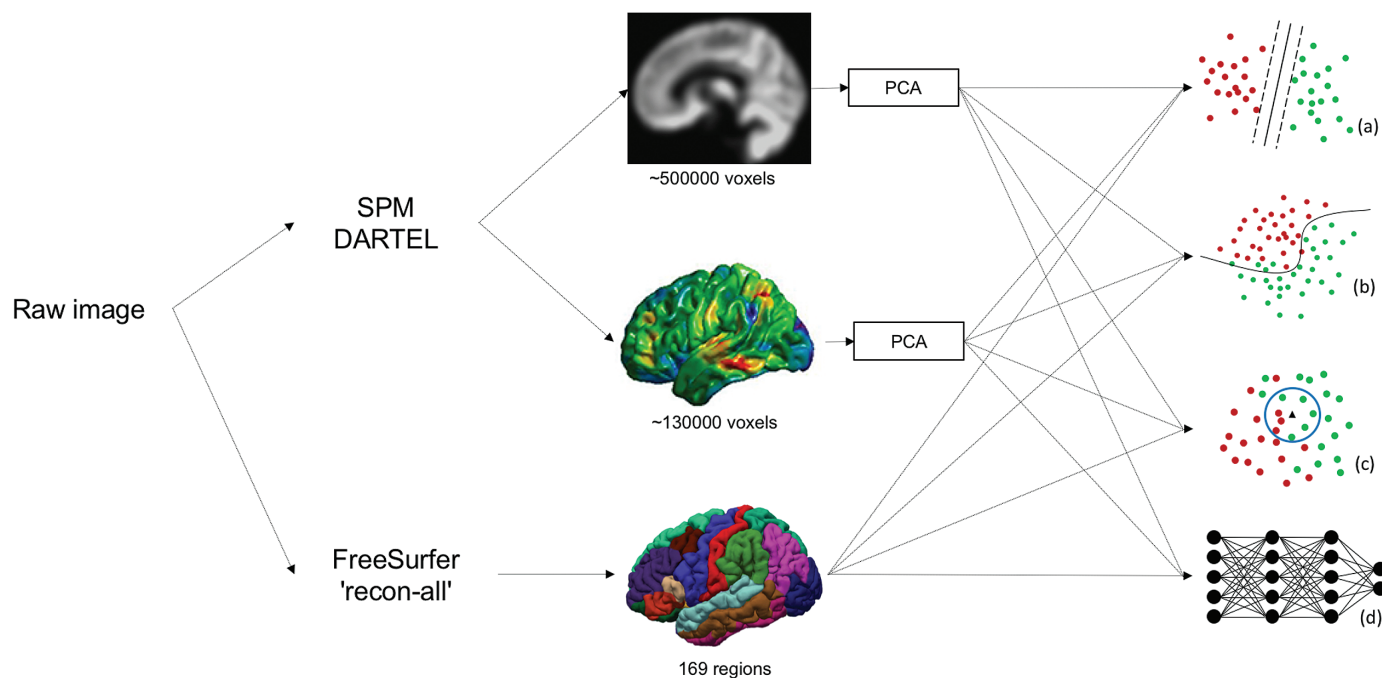 PCA
(a)
~500000 voxels
SPM
DARTEL
Raw image
(b)
PCA
~130000 voxels
(c)
FreeSurfer
'recon-all'
(d)
169 regions